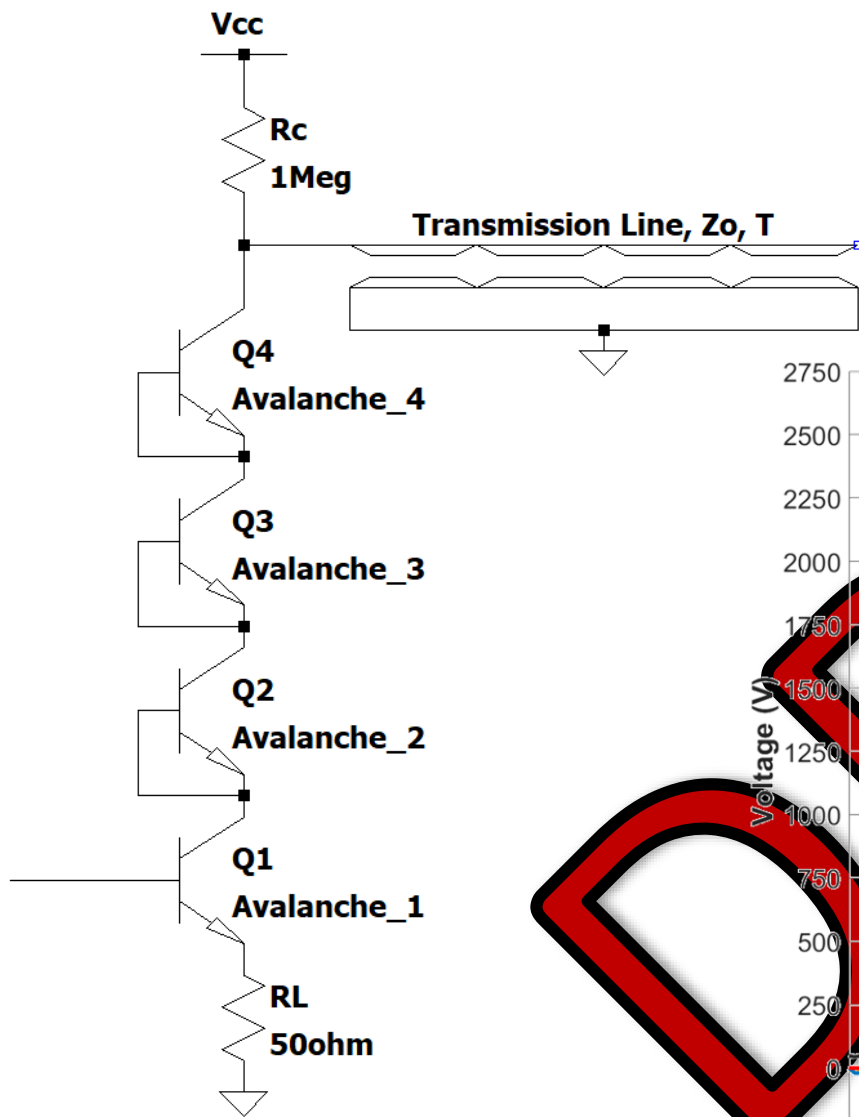 Vcc
Rc
1Meg
Transmission Line, Zo, T
Q4
Avalanche_4
Q3
Avalanche_3
Q2
Avalanche_2
Q1
Avalanche_1
RL
50ohm
2750
2500
2250
2000
1750
1500
1250
1000
750
500
250
0
Voltage (V)